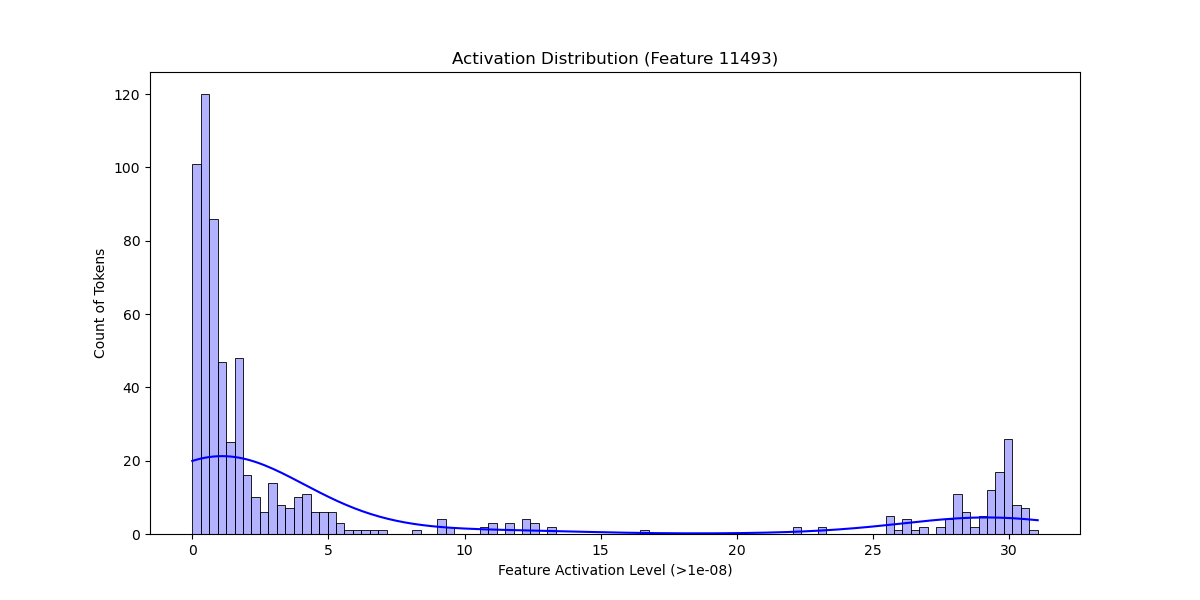 Activation Distribution (Feature 11493)
Count of Tokens
120
100
80
60
40
20
0
0 5 10 15 20 25 30
Feature Activation Level (>1e-08)